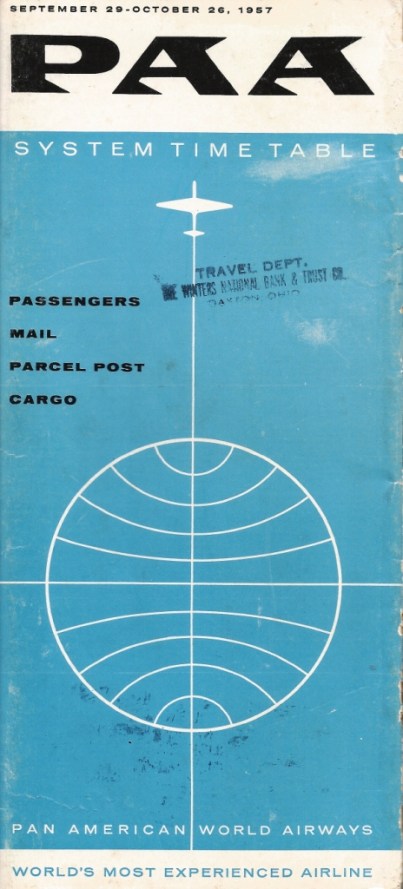 SEPTEMBER 29-OCTOBER 26, 1957
PAA
SYSTEM TIME TABLE
TRAVEL DEPT.
THE WINTERS NATIONAL BANK & TRUST CO.
DAYTON, OHIO
PASSENGERS
MAIL
PARCEL POST
CARGO
PAN AMERICAN WORLD AIRWAYS
WORLD'S MOST EXPERIENCED AIRLINE